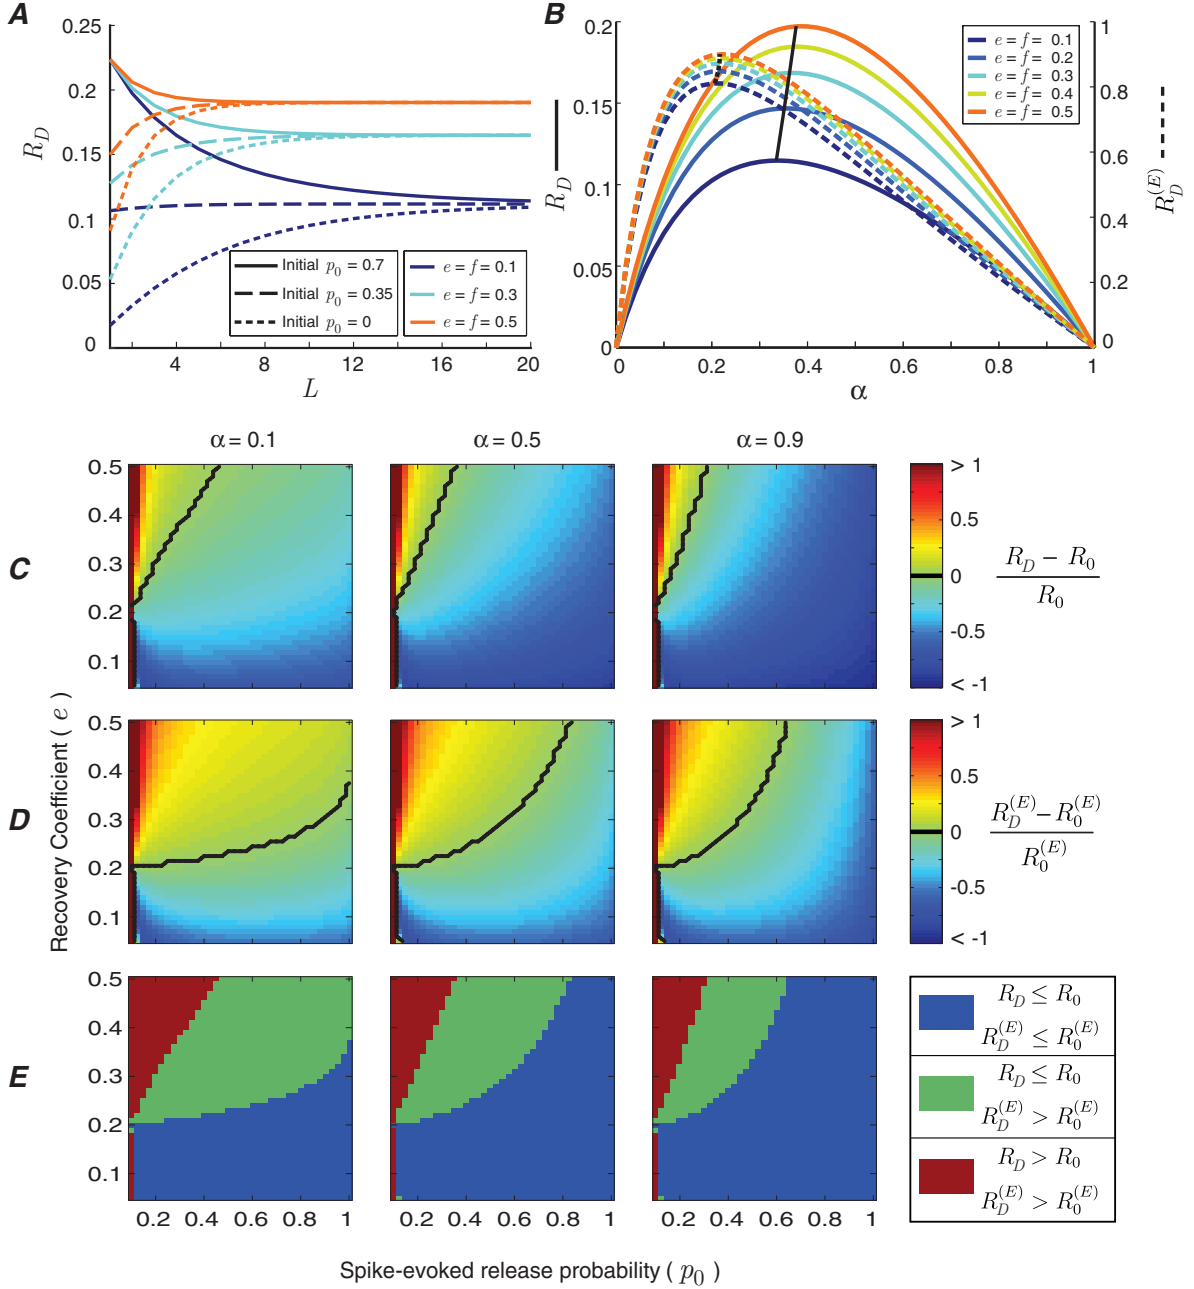 A
0.25
0.2
0.15
0.1
0.05
0
R_D
4
8
12
16
20
L
Initial p_0 = 0.7
Initial p_0 = 0.35
Initial p_0 = 0
e = f = 0.1
e = f = 0.3
e = f = 0.5
B
0.2
0.15
0.1
0.05
0
R_D
0
0.2
0.4
0.6
0.8
1
α
e = f = 0.1
e = f = 0.2
e = f = 0.3
e = f = 0.4
e = f = 0.5
1
0.8
0.6
0.4
0.2
0
R_D^(E)
α = 0.1
α = 0.5
α = 0.9
C
0.5
0.4
0.3
0.2
0.1
> 1
0.5
0
-0.5
< -1
R_D − R_0
R_0
D
0.5
0.4
0.3
0.2
0.1
> 1
0.5
0
-0.5
< -1
R_D^(E) − R_0^(E)
R_0^(E)
Recovery Coefficient ( e )
E
0.5
0.4
0.3
0.2
0.1
0.2 0.4 0.6 0.8 1
0.2 0.4 0.6 0.8 1
0.2 0.4 0.6 0.8 1
R_D ≤ R_0
R_D^(E) ≤ R_0^(E)
R_D ≤ R_0
R_D^(E) > R_0^(E)
R_D > R_0
R_D^(E) > R_0^(E)
Spike-evoked release probability ( p_0 )